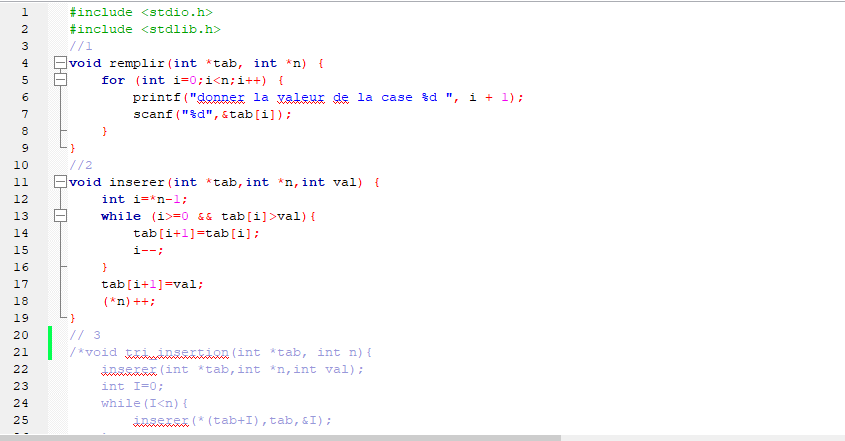 1 #include <stdio.h>
2 #include <stdlib.h>
3 //1
4 void remplir(int *tab, int *n) {
5 for (int i=0;i<n;i++) {
6 printf("donner la valeur de la case %d ", i + 1);
7 scanf("%d",&tab[i]);
8 }
9 }
10 //2
11 void inserer(int *tab,int *n,int val) {
12 int i=*n-1;
13 while (i>=0 && tab[i]>val){
14 tab[i+1]=tab[i];
15 i--;
16 }
17 tab[i+1]=val;
18 (*n)++;
19 }
20 // 3
21 /*void tri_insertion(int *tab, int n){
22 inserer(int *tab,int *n,int val);
23 int I=0;
24 while(I<n){
25 inserer(*(tab+I),tab,&I);